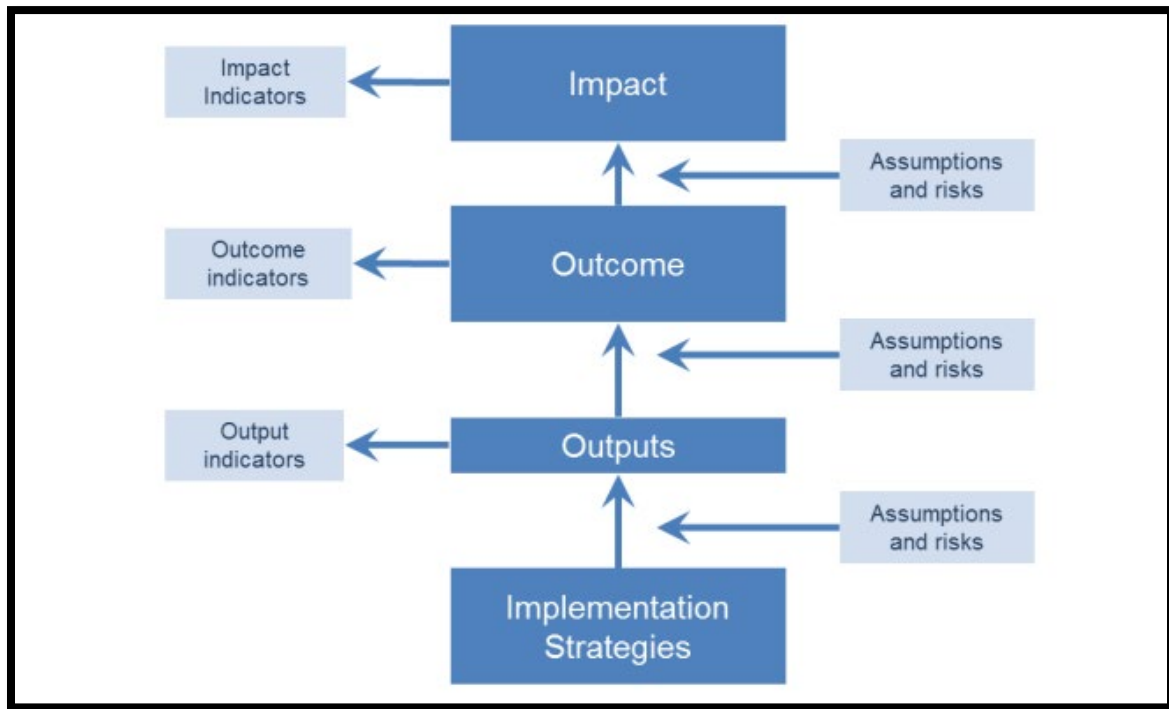 Impact
Indicators
Impact
Assumptions
and risks
Outcome
indicators
Outcome
Assumptions
and risks
Output
indicators
Outputs
Assumptions
and risks
Implementation
Strategies